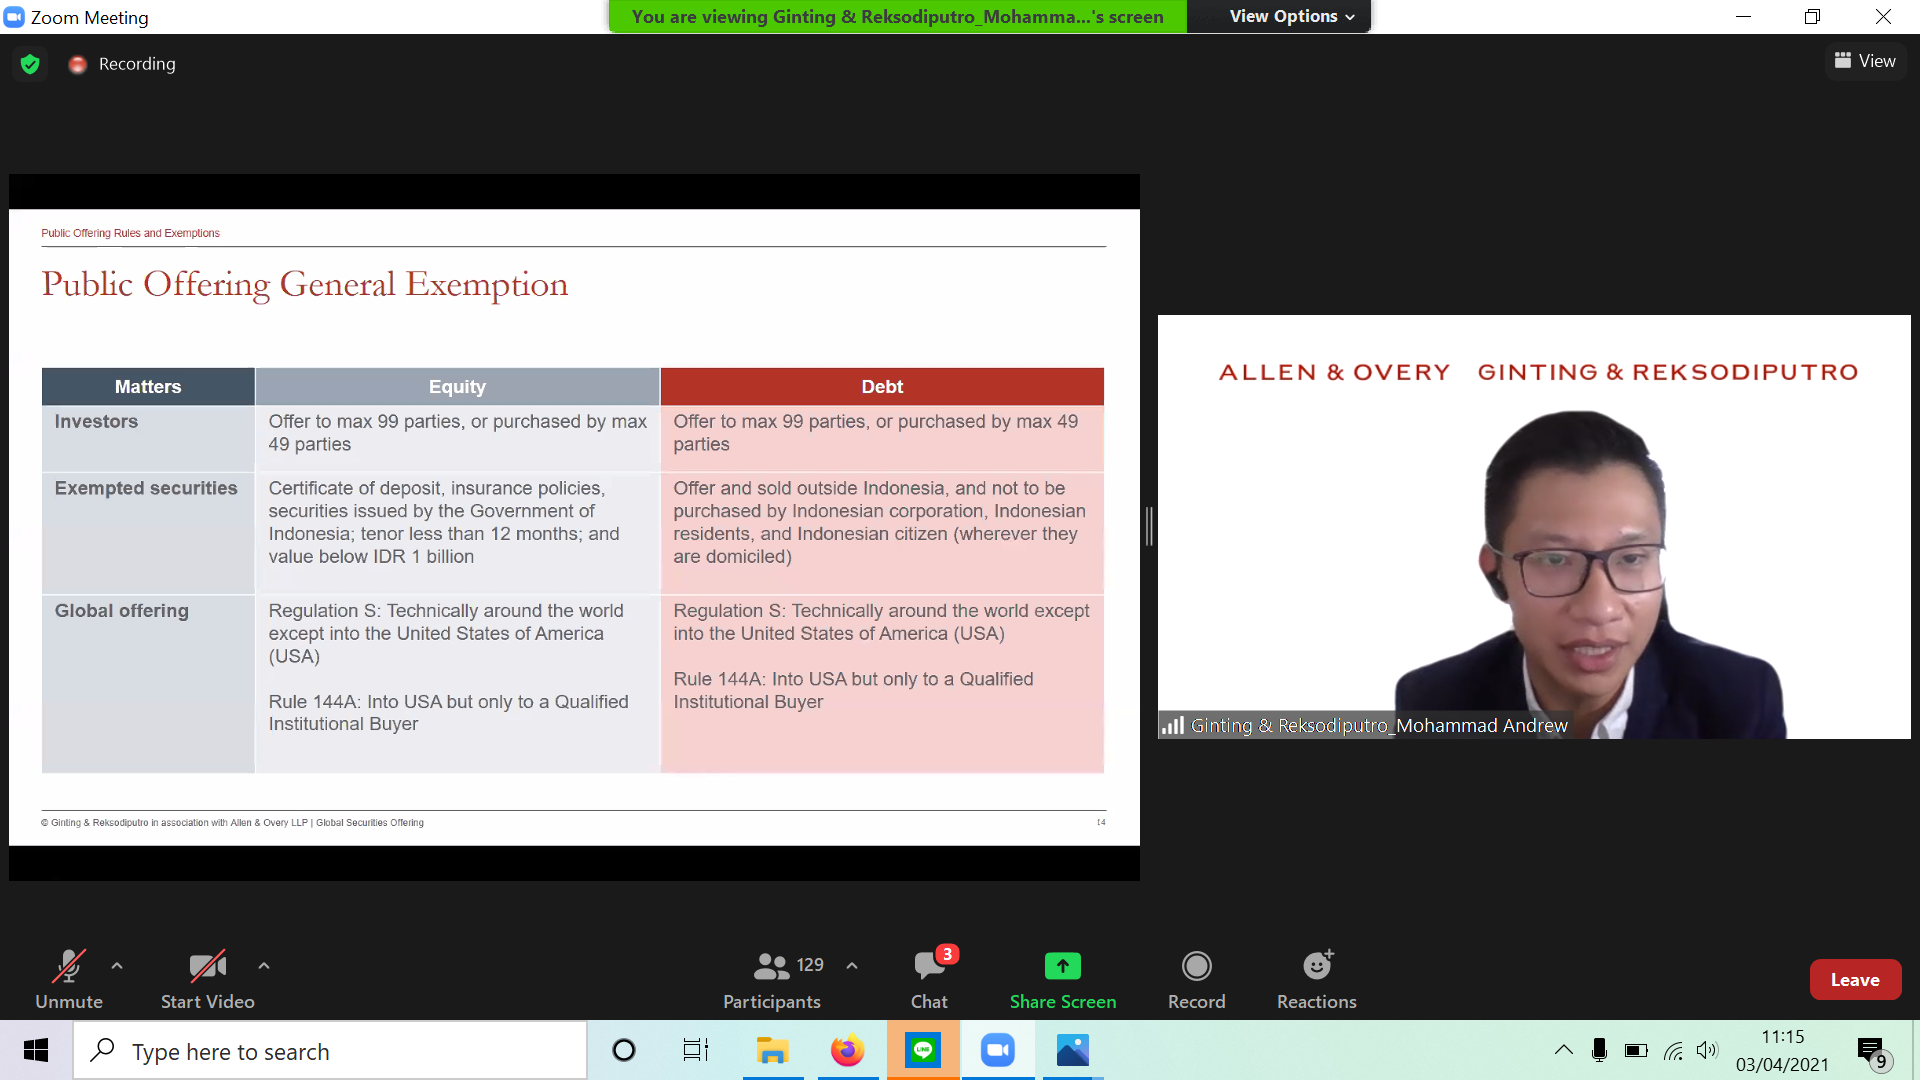 Zoom Meeting
You are viewing Ginting & Reksodiputro_Mohamma...'s screen
View Options
Recording
View
Public Offering Rules and Exemptions
Public Offering General Exemption
Matters
Equity
Debt
Investors
Offer to max 99 parties, or purchased by max
49 parties
Offer to max 99 parties, or purchased by max 49
parties
Exempted securities
Certificate of deposit, insurance policies,
securities issued by the Government of
Indonesia; tenor less than 12 months; and
value below IDR 1 billion
Offer and sold outside Indonesia, and not to be
purchased by Indonesian corporation, Indonesian
residents, and Indonesian citizen (wherever they
are domiciled)
Global offering
Regulation S: Technically around the world
except into the United States of America
(USA)
Rule 144A: Into USA but only to a Qualified
Institutional Buyer
Regulation S: Technically around the world except
into the United States of America (USA)
Rule 144A: Into USA but only to a Qualified
Institutional Buyer
© Ginting & Reksodiputro in association with Allen & Overy LLP | Global Securities Offering
14
ALLEN & OVERY GINTING & REKSODIPUTRO
Ginting & Reksodiputro_Mohammad Andrew
Unmute
Start Video
129
Participants
3
Chat
Share Screen
Record
Reactions
Leave
Type here to search
LINE
11:15
03/04/2021
9